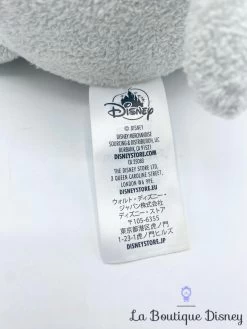 Disney
© DISNEY
DISNEY MERCHANDISE
SOURCING & DISTRIBUTION, LLC
BURBANK, CA 91521
DISNEYSTORE.COM
THE DISNEY STORE LTD.
3 QUEEN CAROLINE STREET,
LONDON W6 9PE
DISNEYSTORE.EU
ウォルト・ディズニー・
ジャパン株式会社
ディズニーストア
〒105-6355
東京都港区虎ノ門
1-23-1虎ノ門ヒルズ
DISNEYSTORE.JP
La Boutique Disney